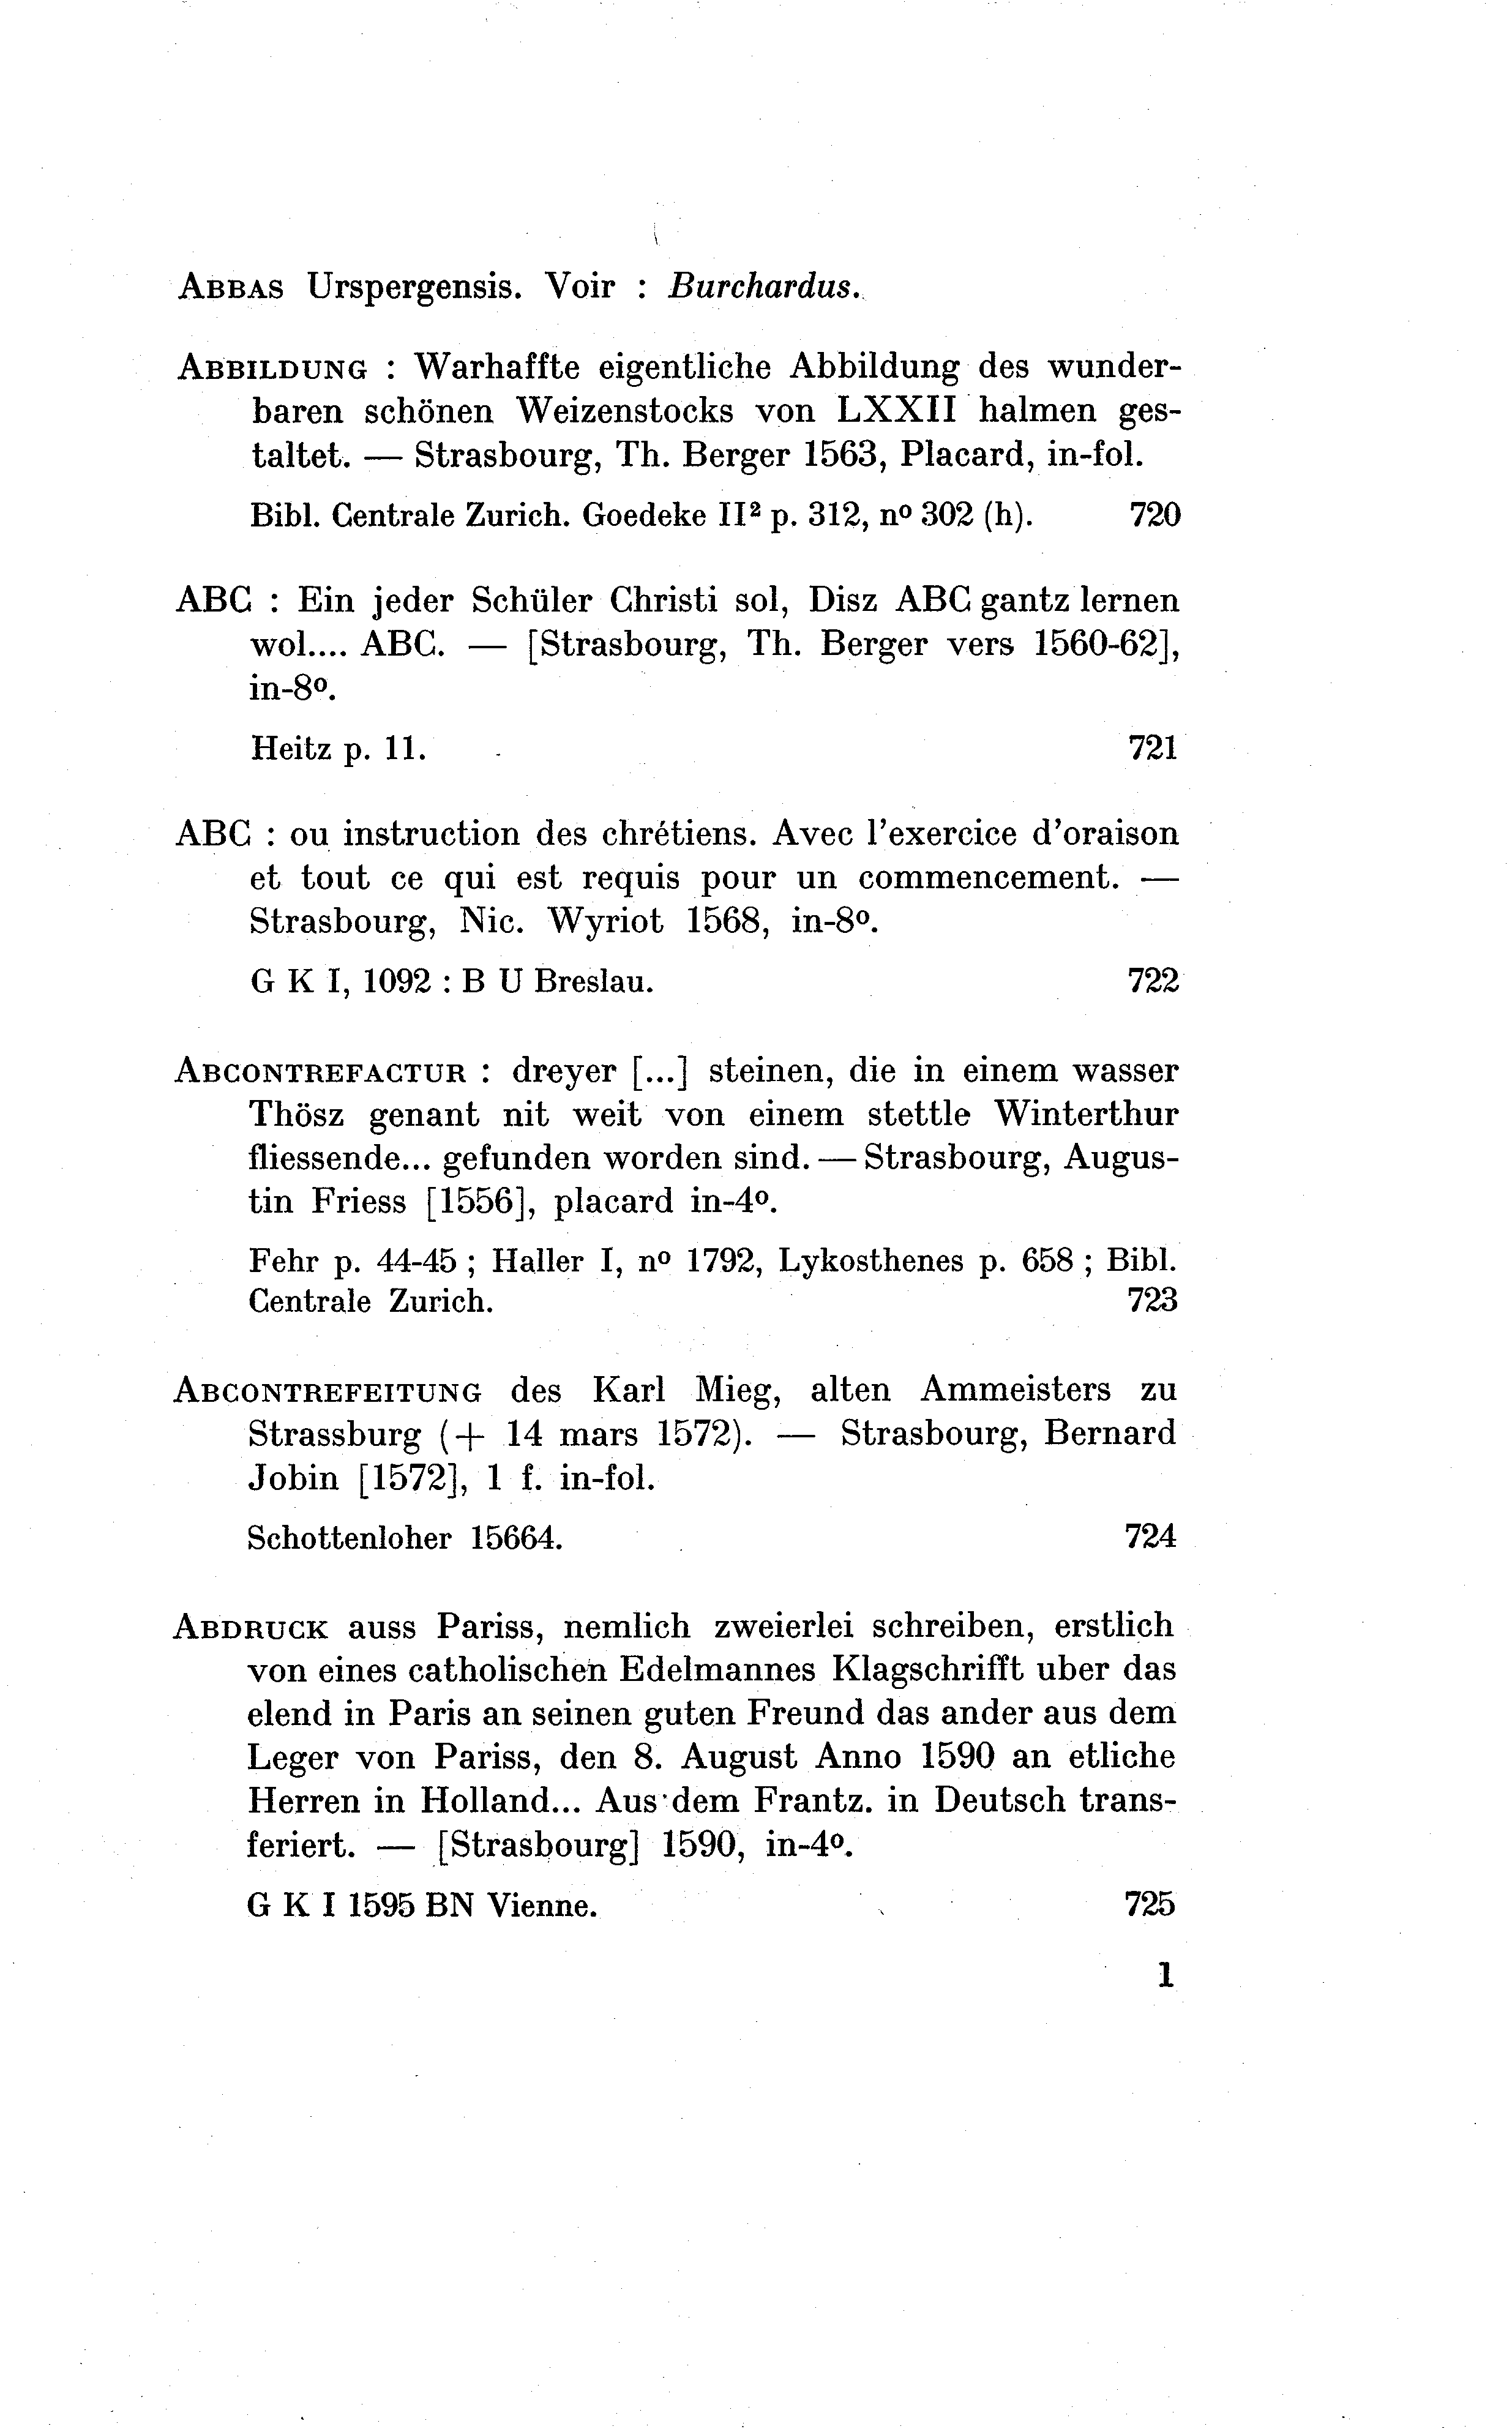 ABBAS Urspergensis. Voir : Burchardus.
ABBILDUNG : Warhaffte eigentliche Abbildung des wunder-
baren schönen Weizenstocks von LXXII halmen ges-
taltet. — Strasbourg, Th. Berger 1563, Placard, in-fol.
Bibl. Centrale Zurich. Goedeke II² p. 312, nº 302 (h). 720
ABC : Ein jeder Schüler Christi sol, Disz ABC gantz lernen
wol.... ABC. — [Strasbourg, Th. Berger vers 1560-62],
in-8º.
Heitz p. 11. 721
ABC : ou instruction des chrétiens. Avec l'exercice d'oraison
et tout ce qui est requis pour un commencement. —
Strasbourg, Nic. Wyriot 1568, in-8º.
G K I, 1092 : B U Breslau. 722
ABCONTREFACTUR : dreyer [...] steinen, die in einem wasser
Thösz genant nit weit von einem stettle Winterthur
fliessende... gefunden worden sind. — Strasbourg, Augus-
tin Friess [1556], placard in-4º.
Fehr p. 44-45 ; Haller I, nº 1792, Lykosthenes p. 658 ; Bibl.
Centrale Zurich. 723
ABCONTREFEITUNG des Karl Mieg, alten Ammeisters zu
Strassburg (+ 14 mars 1572). — Strasbourg, Bernard
Jobin [1572], 1 f. in-fol.
Schottenloher 15664. 724
ABDRUCK auss Pariss, nemlich zweierlei schreiben, erstlich
von eines catholischen Edelmannes Klagschrifft uber das
elend in Paris an seinen guten Freund das ander aus dem
Leger von Pariss, den 8. August Anno 1590 an etliche
Herren in Holland... Aus dem Frantz. in Deutsch trans-
feriert. — [Strasbourg] 1590, in-4º.
G K I 1595 BN Vienne. 725
1